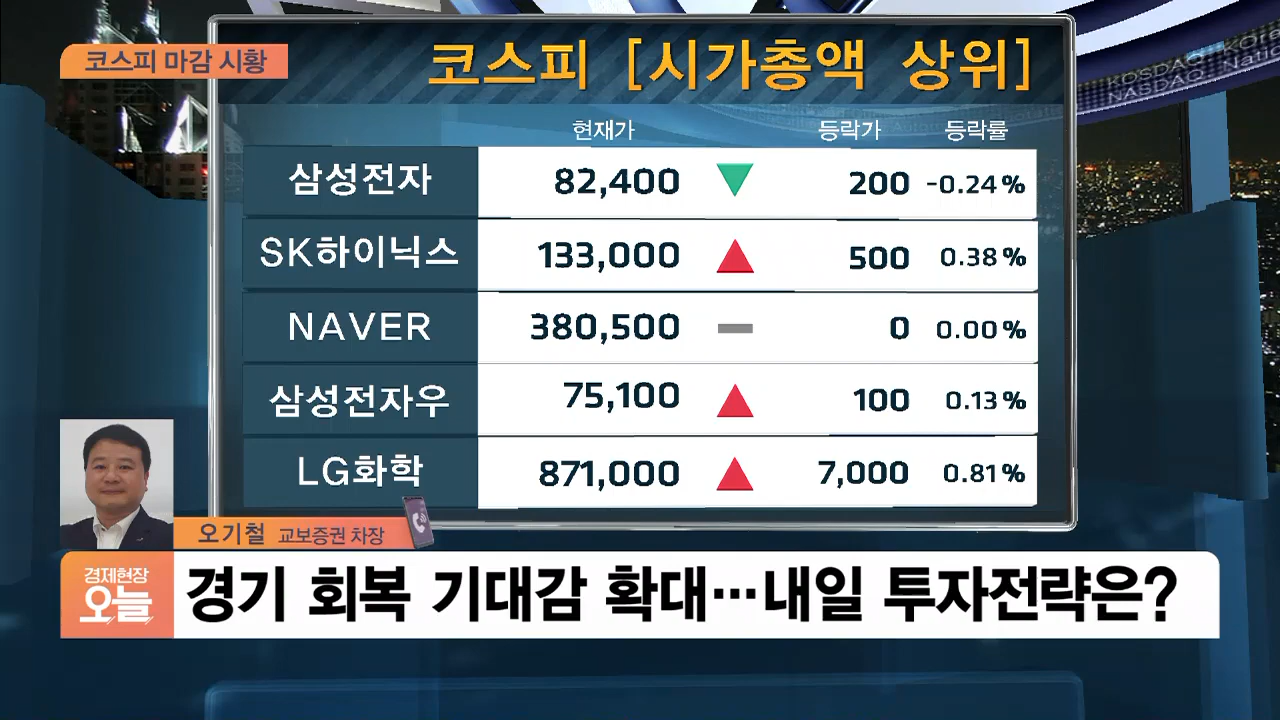 코스피 마감 시황
코스피 [시가총액 상위]
KOSDAQ
NASDAQ
현재가 등락가 등락률
삼성전자 82,400 ▼ 200 -0.24%
SK하이닉스 133,000 ▲ 500 0.38%
NAVER 380,500 0 0.00%
삼성전자우 75,100 ▲ 100 0.13%
LG화학 871,000 ▲ 7,000 0.81%
오기철 교보증권 차장
경제현장
오늘
경기 회복 기대감 확대…내일 투자전략은?